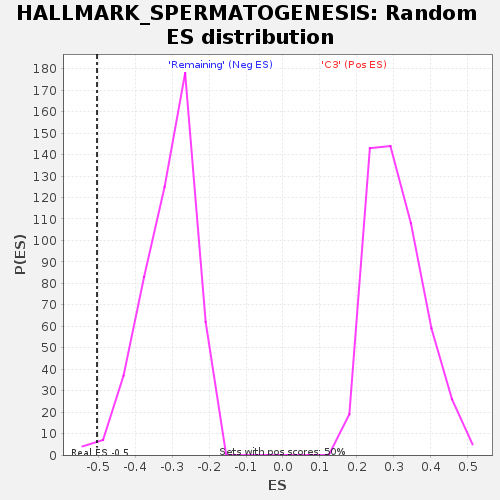 HALLMARK_SPERMATOGENESIS: Random
ES distribution
'Remaining' (Neg ES)
'C3' (Pos ES)
180
170
160
150
140
130
120
110
100
90
80
70
60
50
40
30
20
10
0
P(ES)
Real ES -0.5
Sets with pos scores: 50%
-0.5 -0.4 -0.3 -0.2 -0.1 0.0 0.1 0.2 0.3 0.4 0.5
ES